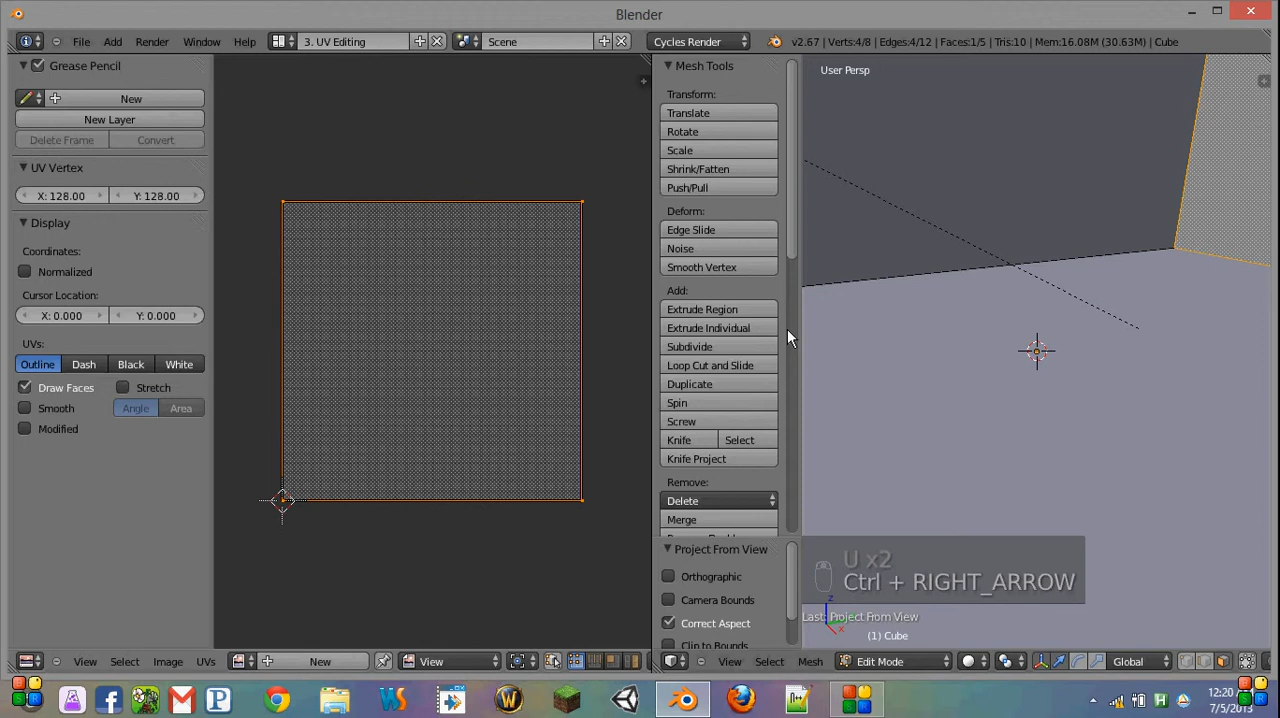 Blender
File Add Render Window Help 3. UV Editing Scene Cycles Render v2.67 | Verts:4/8 | Edges:4/12 | Faces:1/5 | Tris:10 | Mem:16.08M (30.63M) | Cube
Grease Pencil
New
New Layer
Delete Frame Convert
UV Vertex
X: 128.00 Y: 128.00
Display
Coordinates:
Normalized
Cursor Location:
X: 0.000 Y: 0.000
UVs:
Outline Dash Black White
Draw Faces Stretch
Smooth Angle Area
Modified
Mesh Tools
Transform:
Translate
Rotate
Scale
Shrink/Fatten
Push/Pull
Deform:
Edge Slide
Noise
Smooth Vertex
Add:
Extrude Region
Extrude Individual
Subdivide
Loop Cut and Slide
Duplicate
Spin
Screw
Knife Select
Knife Project
Remove:
Delete
Merge
Project From View
Orthographic
Camera Bounds
Correct Aspect
Clip to Bounds
User Persp
U x2
Ctrl + RIGHT_ARROW
Last: Project From View
(1) Cube
View Select Image UVs New View
View Select Mesh Edit Mode Global
12:20
7/5/2013